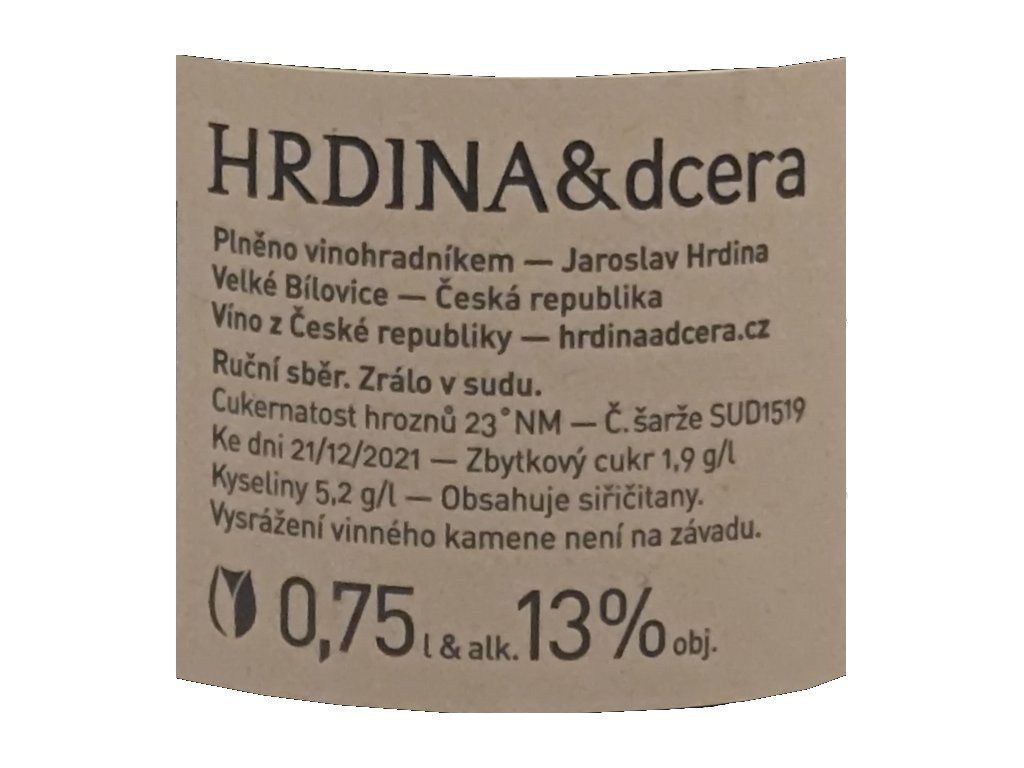 HRDINA&dcera
Plněno vinohradníkem — Jaroslav Hrdina
Velké Bílovice — Česká republika
Víno z České republiky — hrdinaadcera.cz
Ruční sběr. Zrálo v sudu.
Cukernatost hroznů 23°NM — Č. šarže SUD1519
Ke dni 21/12/2021 — Zbytkový cukr 1,9 g/l
Kyseliny 5,2 g/l — Obsahuje siřičitany.
Vysrážení vinného kamene není na závadu.
0,75 l & alk. 13% obj.